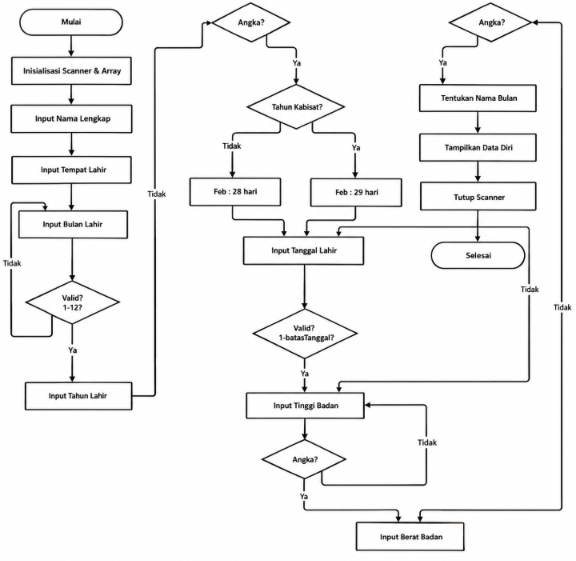 Mulai
Inisialisasi Scanner & Array
Input Nama Lengkap
Input Tempat Lahir
Input Bulan Lahir
Tidak
Valid?
1-12?
Ya
Input Tahun Lahir
Tidak
Angka?
Ya
Tahun Kabisat?
Tidak
Ya
Feb : 28 hari
Feb : 29 hari
Input Tanggal Lahir
Valid?
1-batasTanggal?
Tidak
Ya
Input Tinggi Badan
Angka?
Tidak
Ya
Input Berat Badan
Angka?
Tidak
Ya
Tentukan Nama Bulan
Tampilkan Data Diri
Tutup Scanner
Selesai